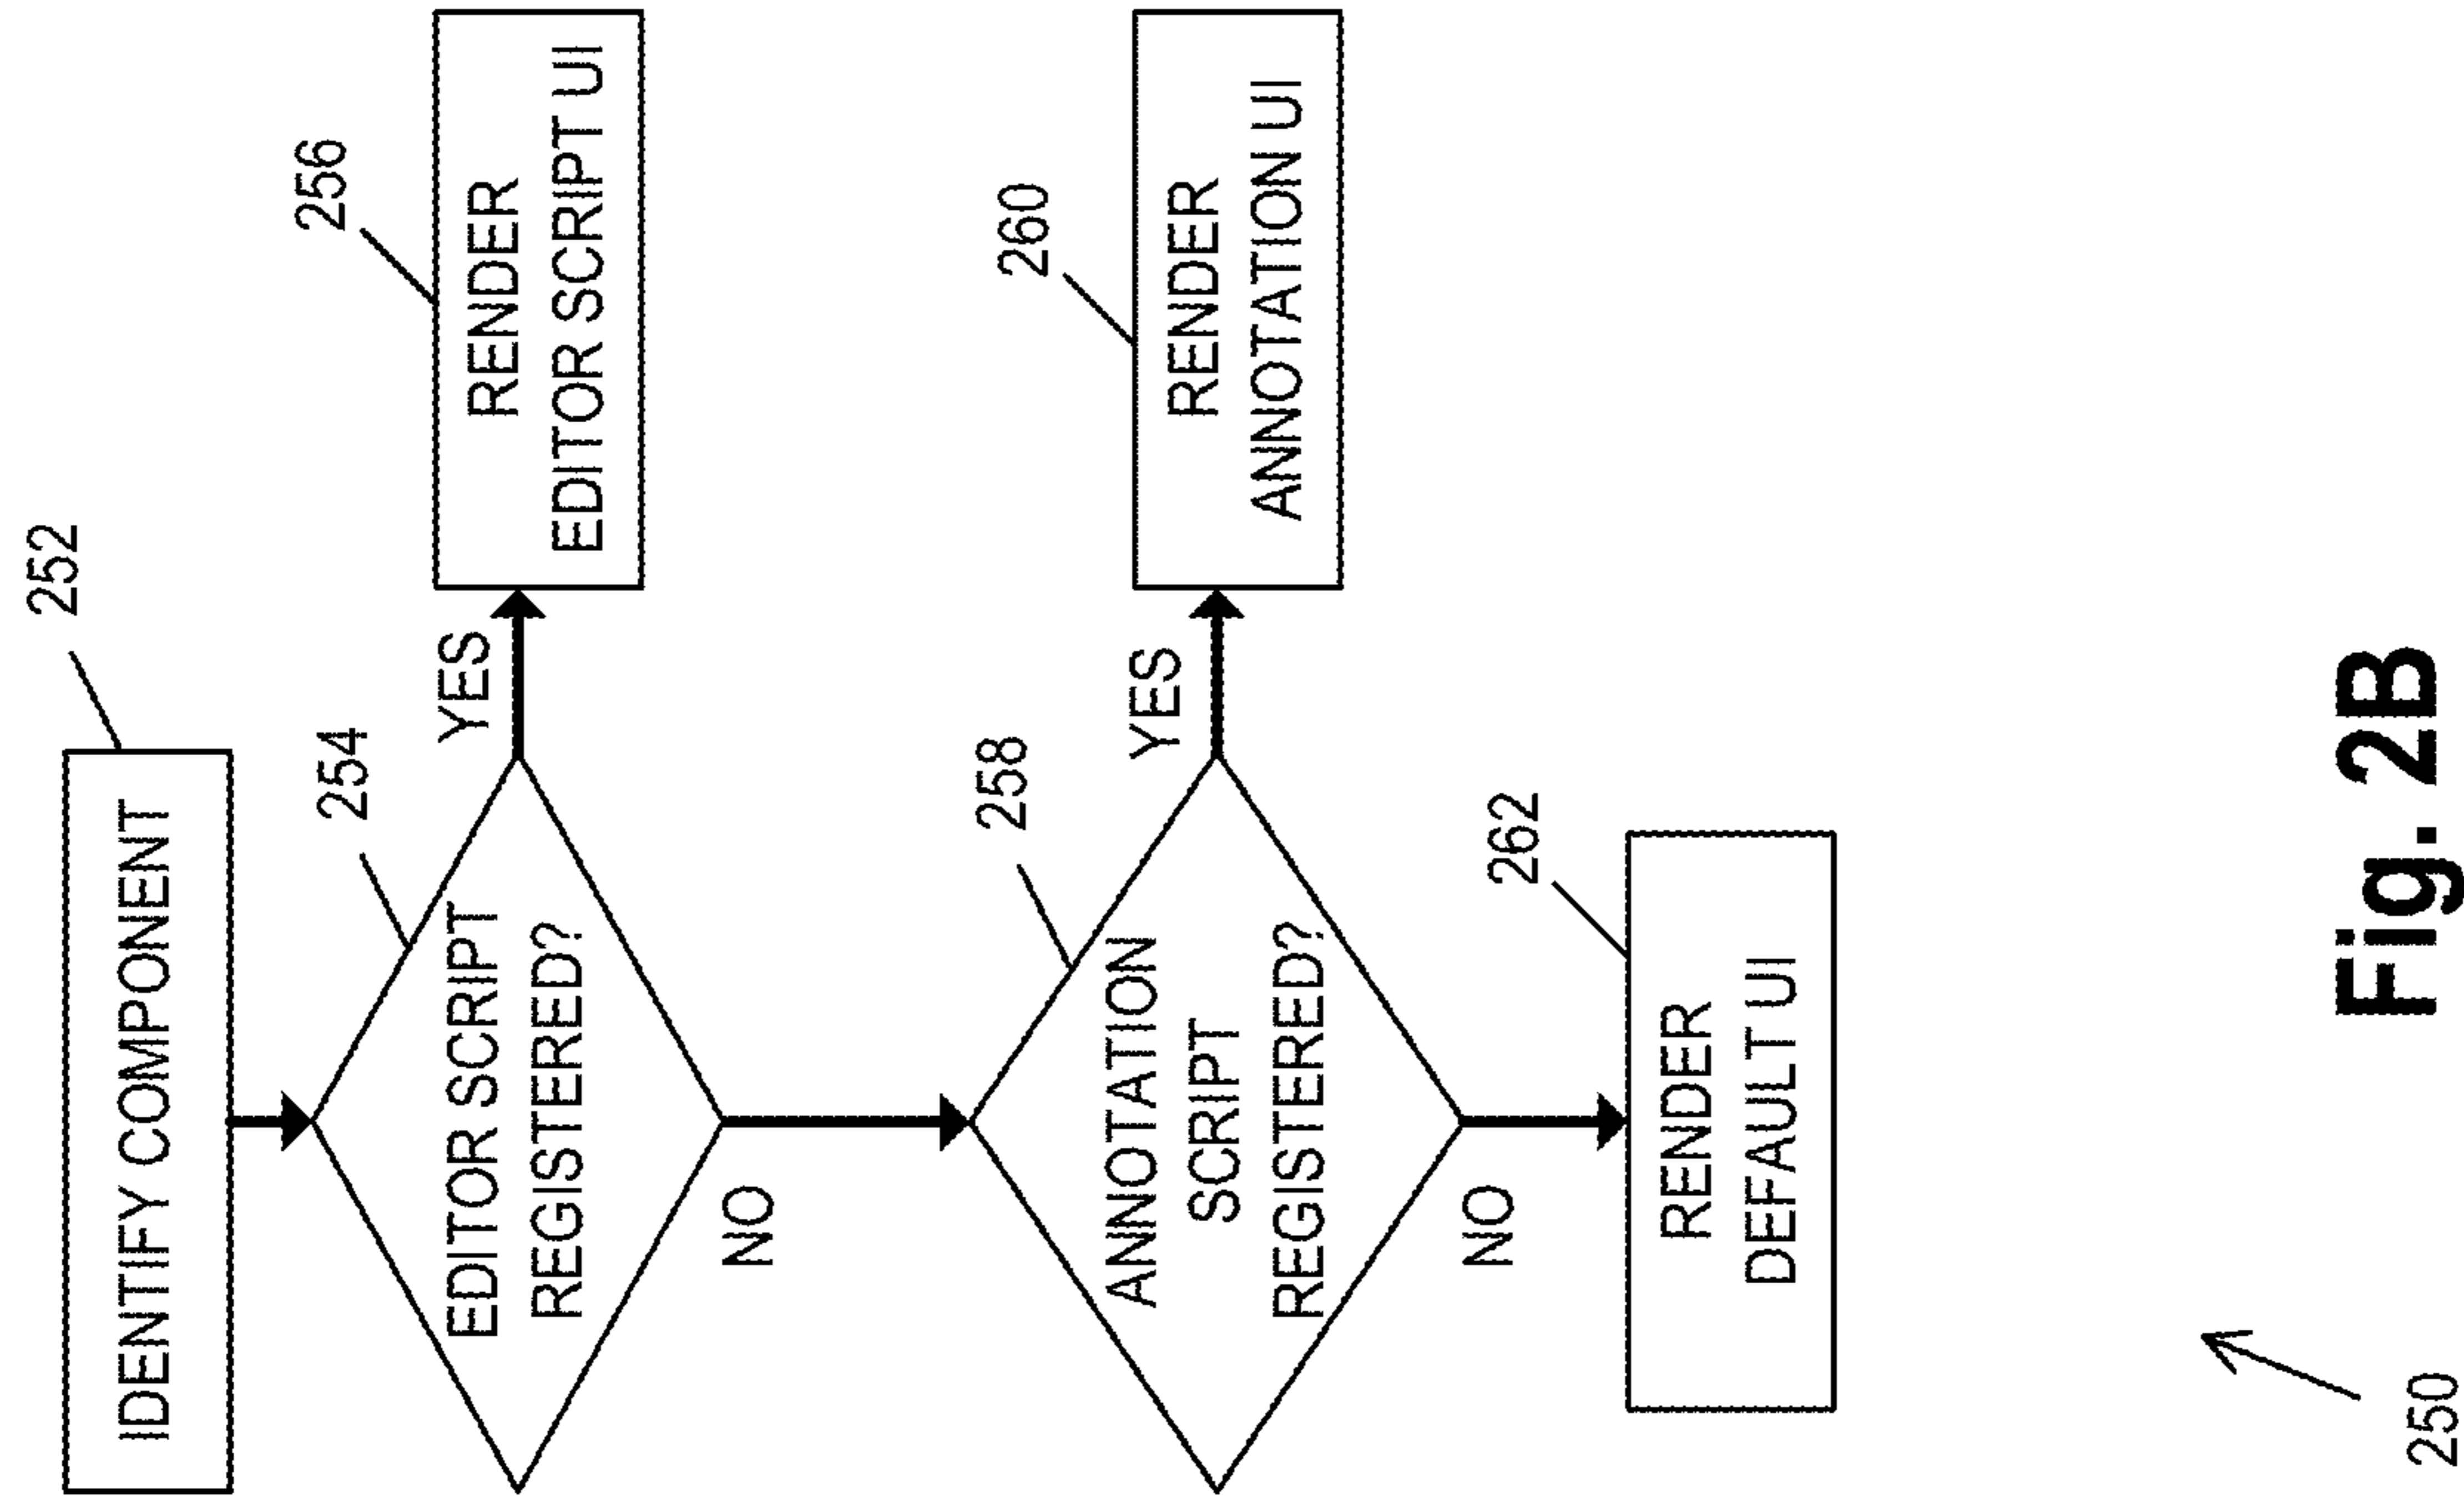 252
IDENTIFY COMPONENT
254
EDITOR SCRIPT
REGISTERED?
YES
256
RENDER
EDITOR SCRIPT UI
NO
258
ANNOTATION
SCRIPT
REGISTERED?
YES
260
RENDER
ANNOTATION UI
NO
262
RENDER
DEFAULT UI
250
Fig. 2B